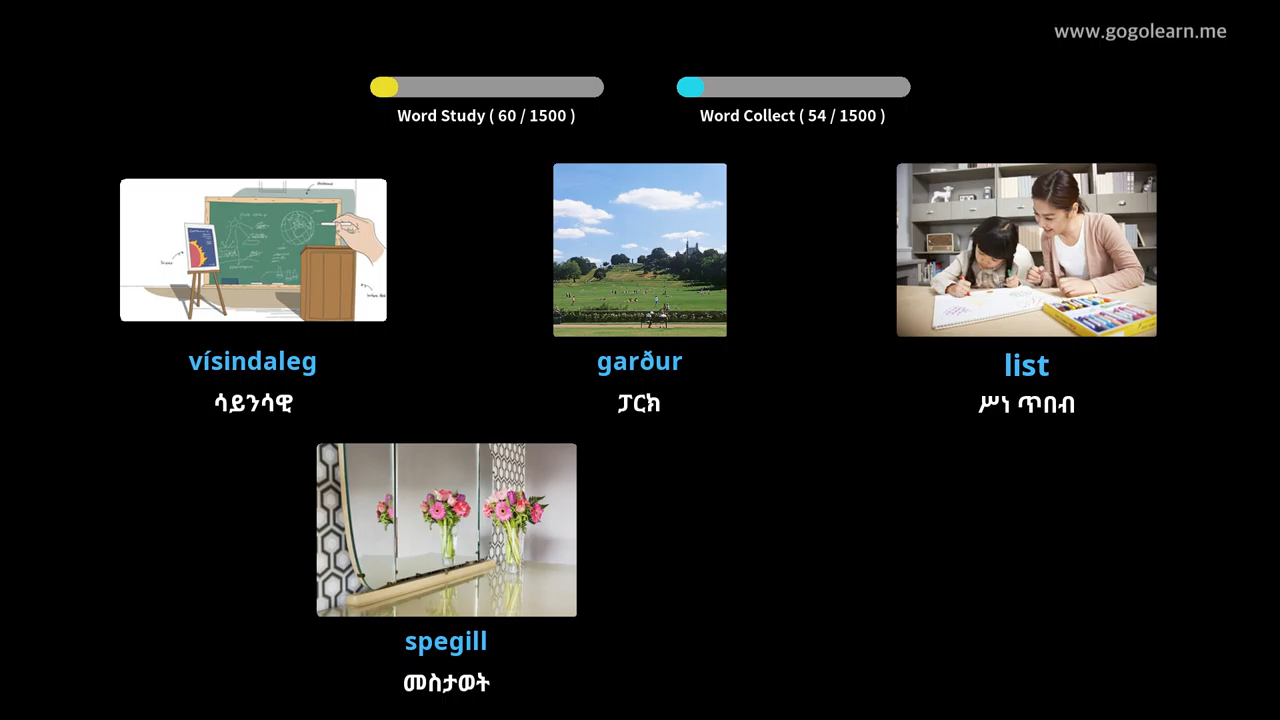 www.gogolearn.me
Word Study ( 60 / 1500 )
Word Collect ( 54 / 1500 )
vísindaleg
ሳይንሳዊ
garður
ፓርክ
list
ሥነ ጥበብ
spegill
መስታወት